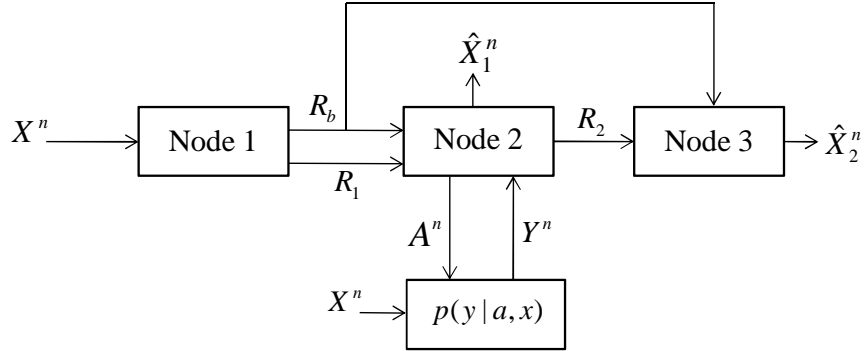 X̂₁ⁿ
Xⁿ
Node 1
R_b
R₁
Node 2
R₂
Node 3
X̂₂ⁿ
Aⁿ
Yⁿ
Xⁿ
p(y | a, x)